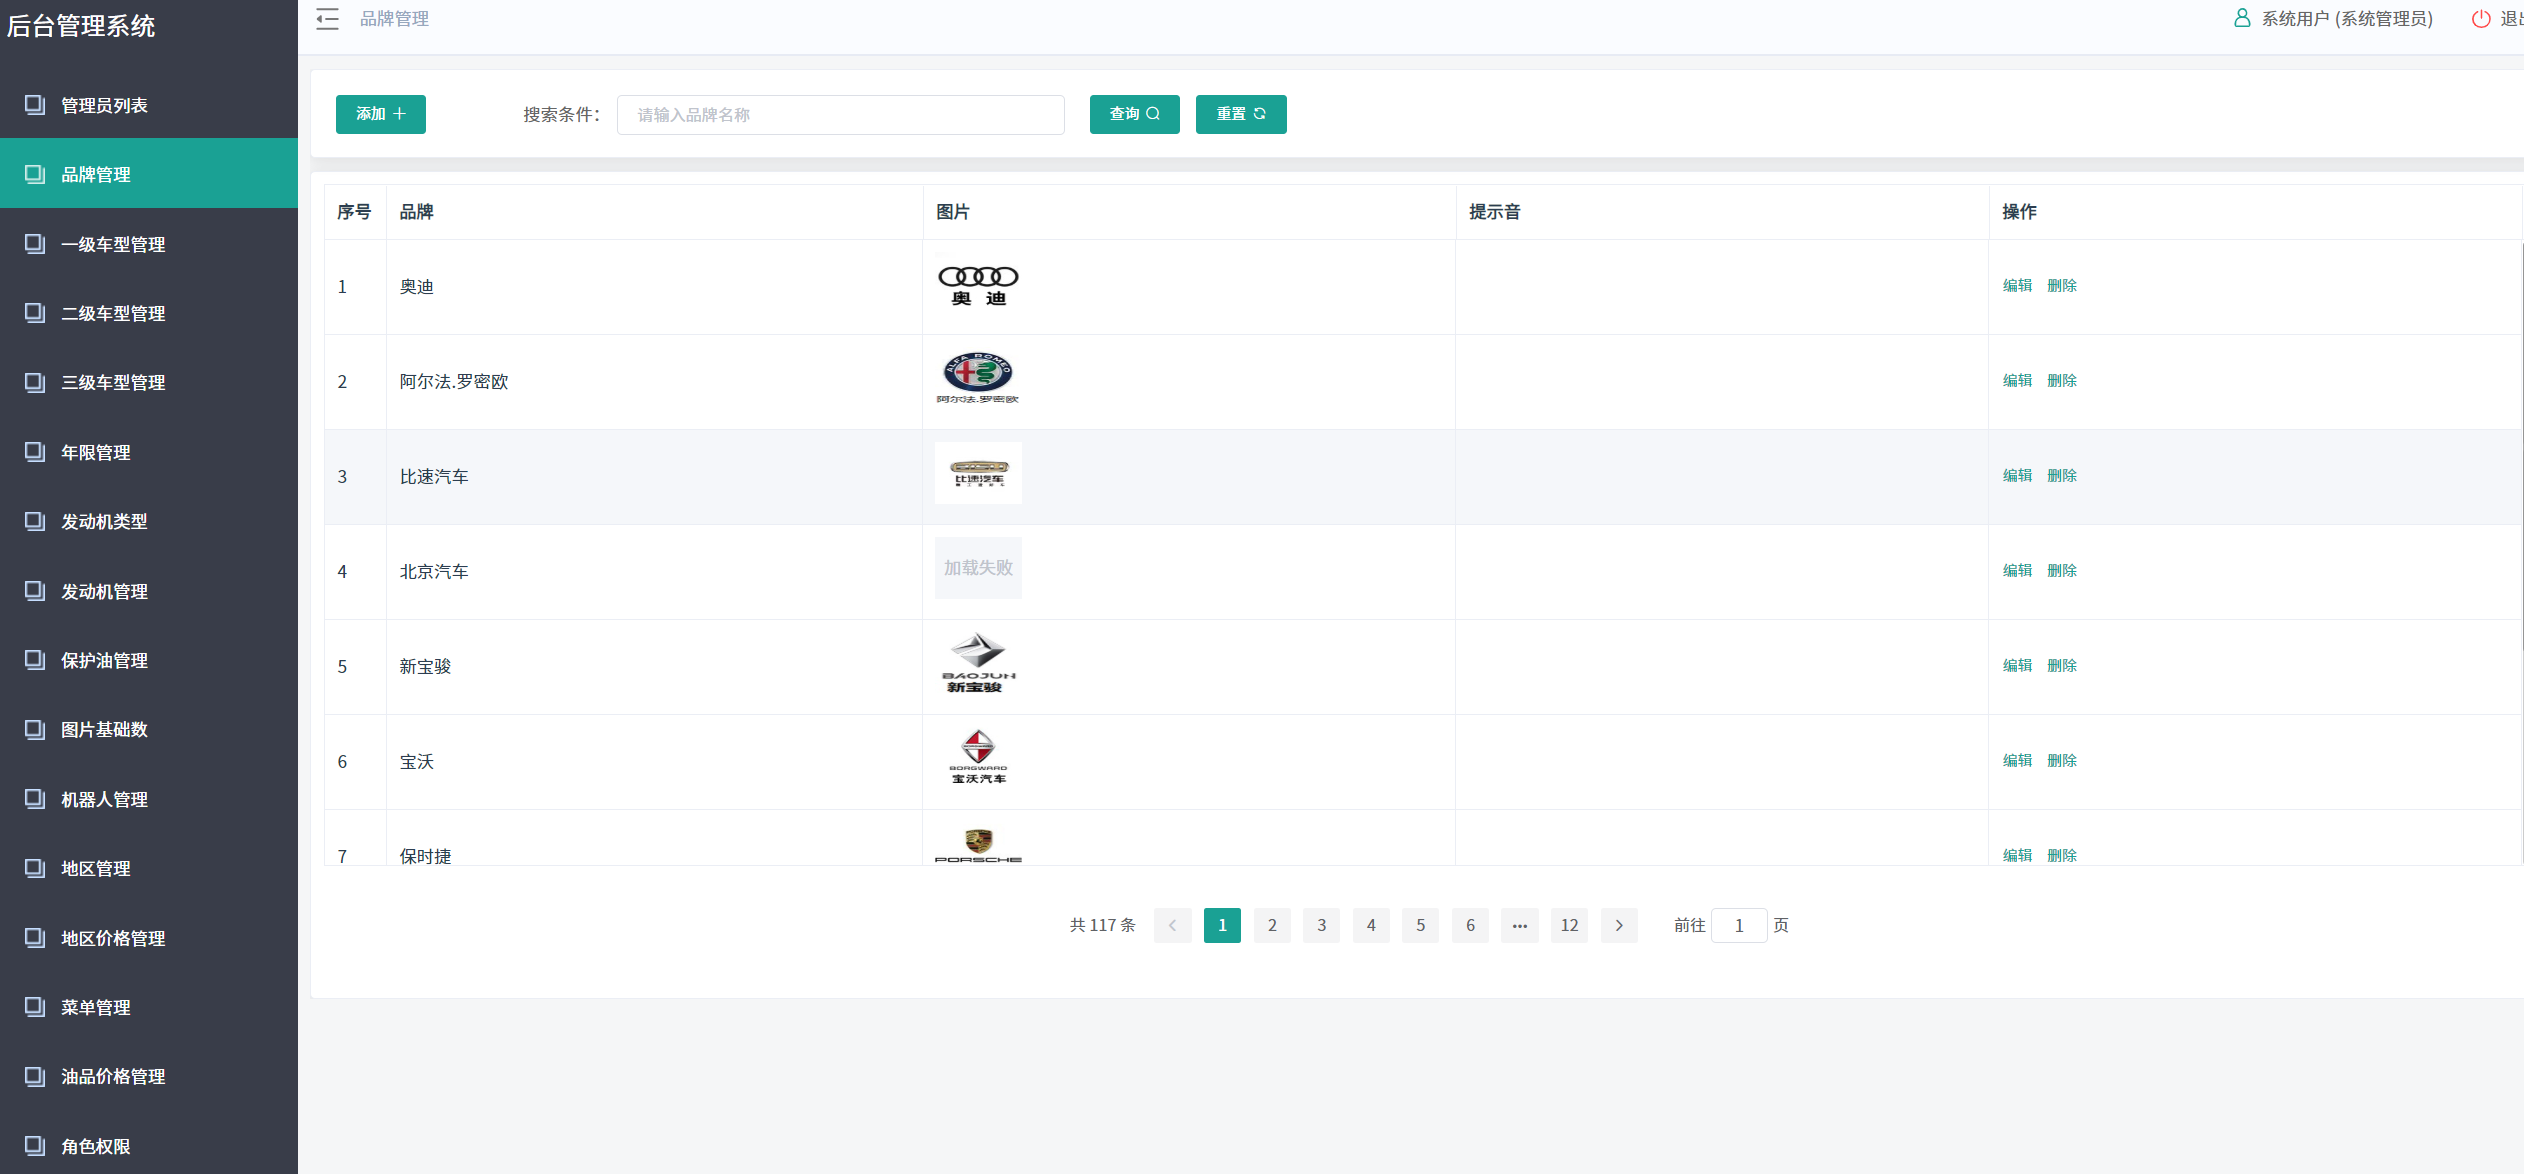 后台管理系统
管理员列表
品牌管理
一级车型管理
二级车型管理
三级车型管理
年限管理
发动机类型
发动机管理
保护油管理
图片基础数
机器人管理
地区管理
地区价格管理
菜单管理
油品价格管理
角色权限
品牌管理
系统用户 (系统管理员)
退出
添加
搜索条件：
请输入品牌名称
查询
重置
序号 品牌 图片 提示音 操作
1 奥迪 奥 迪 编辑 删除
2 阿尔法.罗密欧 ALFA ROMEO 阿尔法.罗密欧 编辑 删除
3 比速汽车 比速汽车 编辑 删除
4 北京汽车 加载失败 编辑 删除
5 新宝骏 BAOJUN 新宝骏 编辑 删除
6 宝沃 BORGWARD 宝沃汽车 编辑 删除
7 保时捷 PORSCHE 编辑 删除
共 117 条 1 2 3 4 5 6 ••• 12 前往 1 页